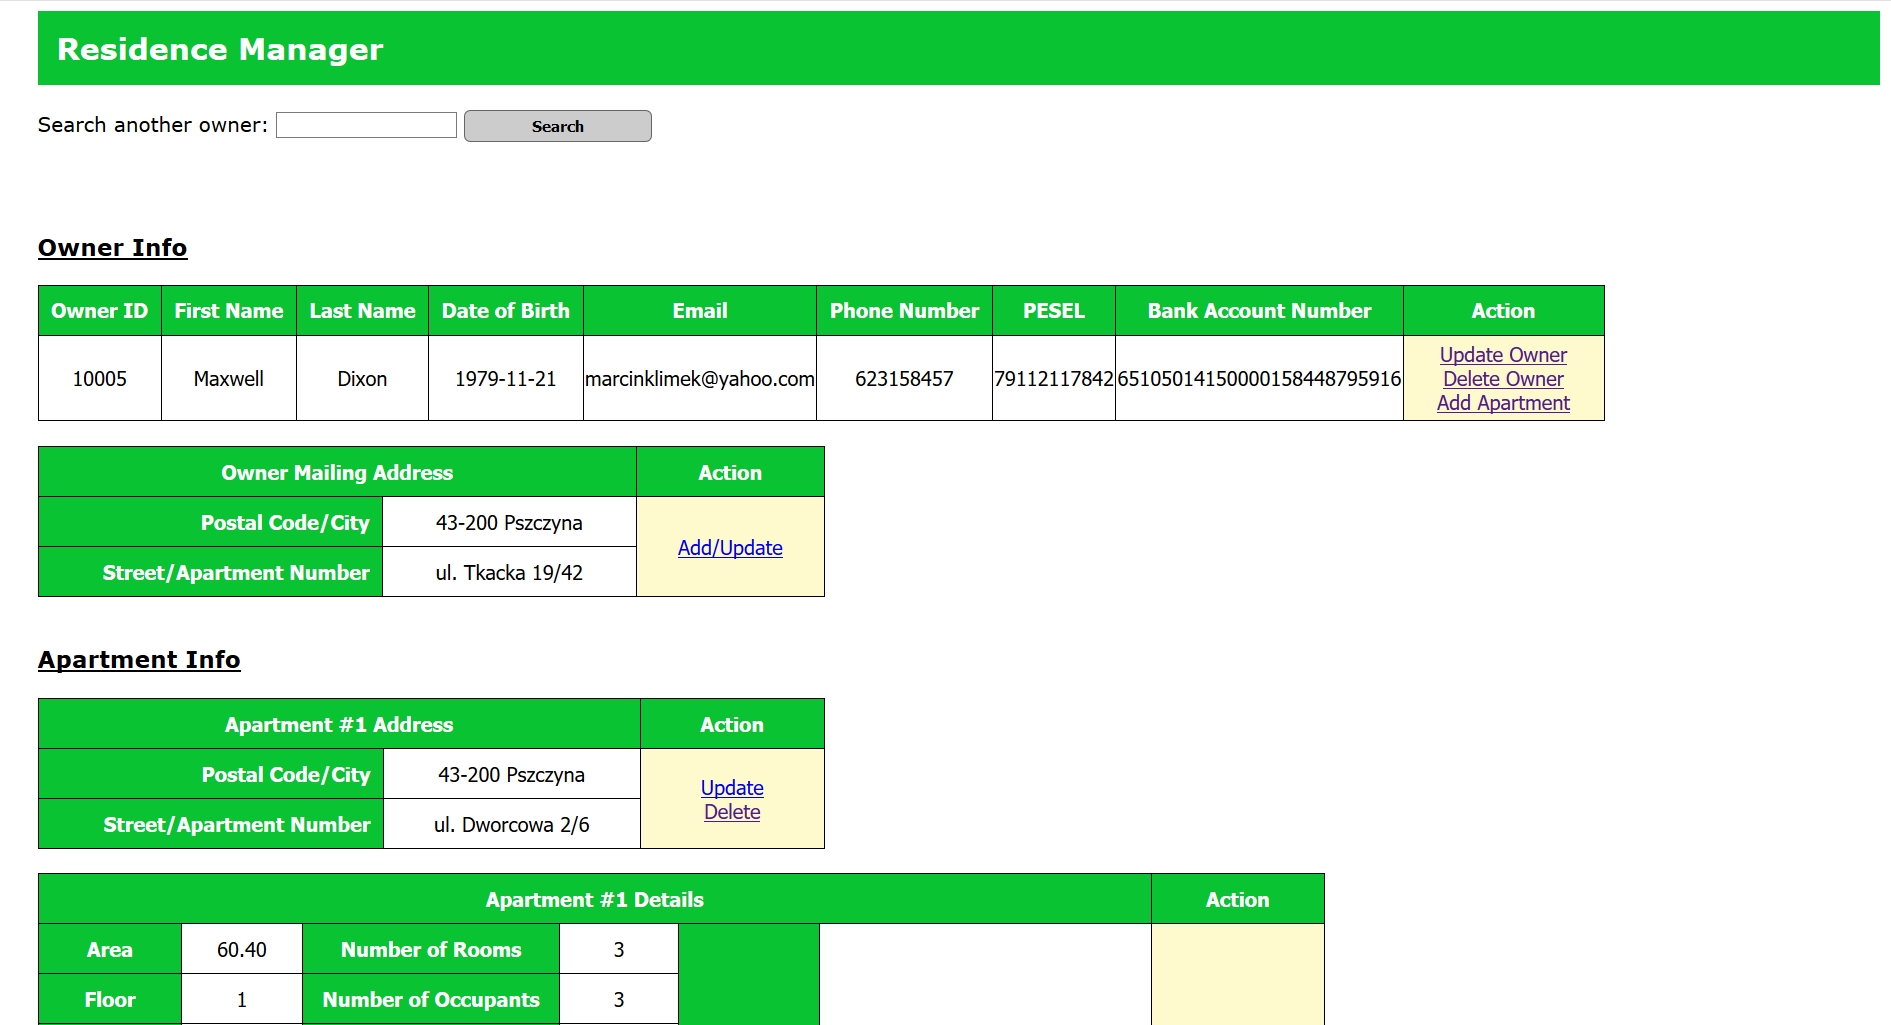 Residence Manager
Search another owner: Search
Owner Info
Owner ID First Name Last Name Date of Birth Email Phone Number PESEL Bank Account Number Action
10005 Maxwell Dixon 1979-11-21 marcinklimek@yahoo.com 623158457 79112117842 65105014150000158448795916 Update Owner
Delete Owner
Add Apartment
Owner Mailing Address Action
Postal Code/City 43-200 Pszczyna Add/Update
Street/Apartment Number ul. Tkacka 19/42
Apartment Info
Apartment #1 Address Action
Postal Code/City 43-200 Pszczyna Update
Delete
Street/Apartment Number ul. Dworcowa 2/6
Apartment #1 Details Action
Area 60.40 Number of Rooms 3
Floor 1 Number of Occupants 3